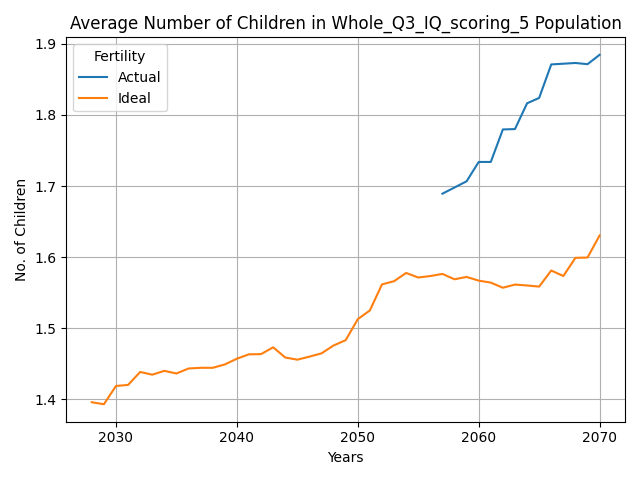 Average Number of Children in Whole_Q3_IQ_scoring_5 Population
Fertility
Actual
Ideal
No. of Children
1.9
1.8
1.7
1.6
1.5
1.4
2030 2040 2050 2060 2070
Years